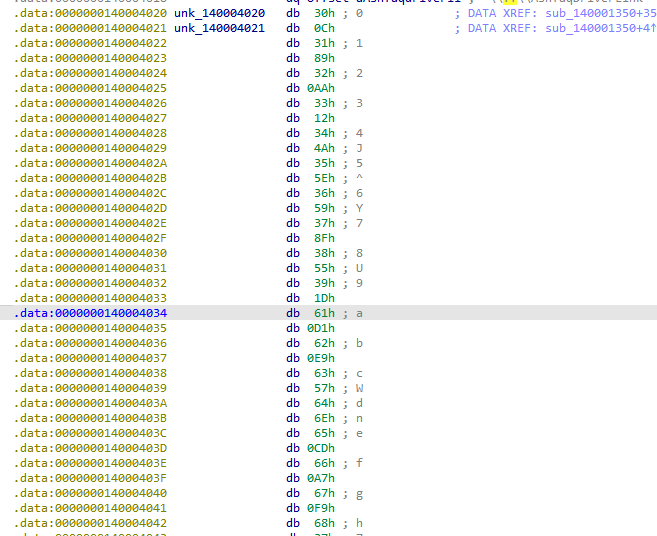 .data:0000000140004020 unk_140004020 db 30h ; 0 ; DATA XREF: sub_140001350+35
.data:0000000140004021 unk_140004021 db 0Ch ; DATA XREF: sub_140001350+4
.data:0000000140004022 db 31h ; 1
.data:0000000140004023 db 89h
.data:0000000140004024 db 32h ; 2
.data:0000000140004025 db 0AAh
.data:0000000140004026 db 33h ; 3
.data:0000000140004027 db 12h
.data:0000000140004028 db 34h ; 4
.data:0000000140004029 db 4Ah ; J
.data:000000014000402A db 35h ; 5
.data:000000014000402B db 5Eh ; ^
.data:000000014000402C db 36h ; 6
.data:000000014000402D db 59h ; Y
.data:000000014000402E db 37h ; 7
.data:000000014000402F db 8Fh
.data:0000000140004030 db 38h ; 8
.data:0000000140004031 db 55h ; U
.data:0000000140004032 db 39h ; 9
.data:0000000140004033 db 1Dh
.data:0000000140004034 db 61h ; a
.data:0000000140004035 db 0D1h
.data:0000000140004036 db 62h ; b
.data:0000000140004037 db 0E9h
.data:0000000140004038 db 63h ; c
.data:0000000140004039 db 57h ; W
.data:000000014000403A db 64h ; d
.data:000000014000403B db 6Eh ; n
.data:000000014000403C db 65h ; e
.data:000000014000403D db 0CDh
.data:000000014000403E db 66h ; f
.data:000000014000403F db 0A7h
.data:0000000140004040 db 67h ; g
.data:0000000140004041 db 0F9h
.data:0000000140004042 db 68h ; h